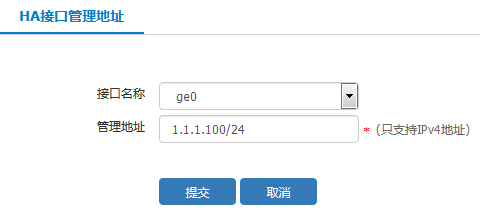 HA接口管理地址
接口名称 ge0
管理地址 1.1.1.100/24 * (只支持IPv4地址)
提交 取消